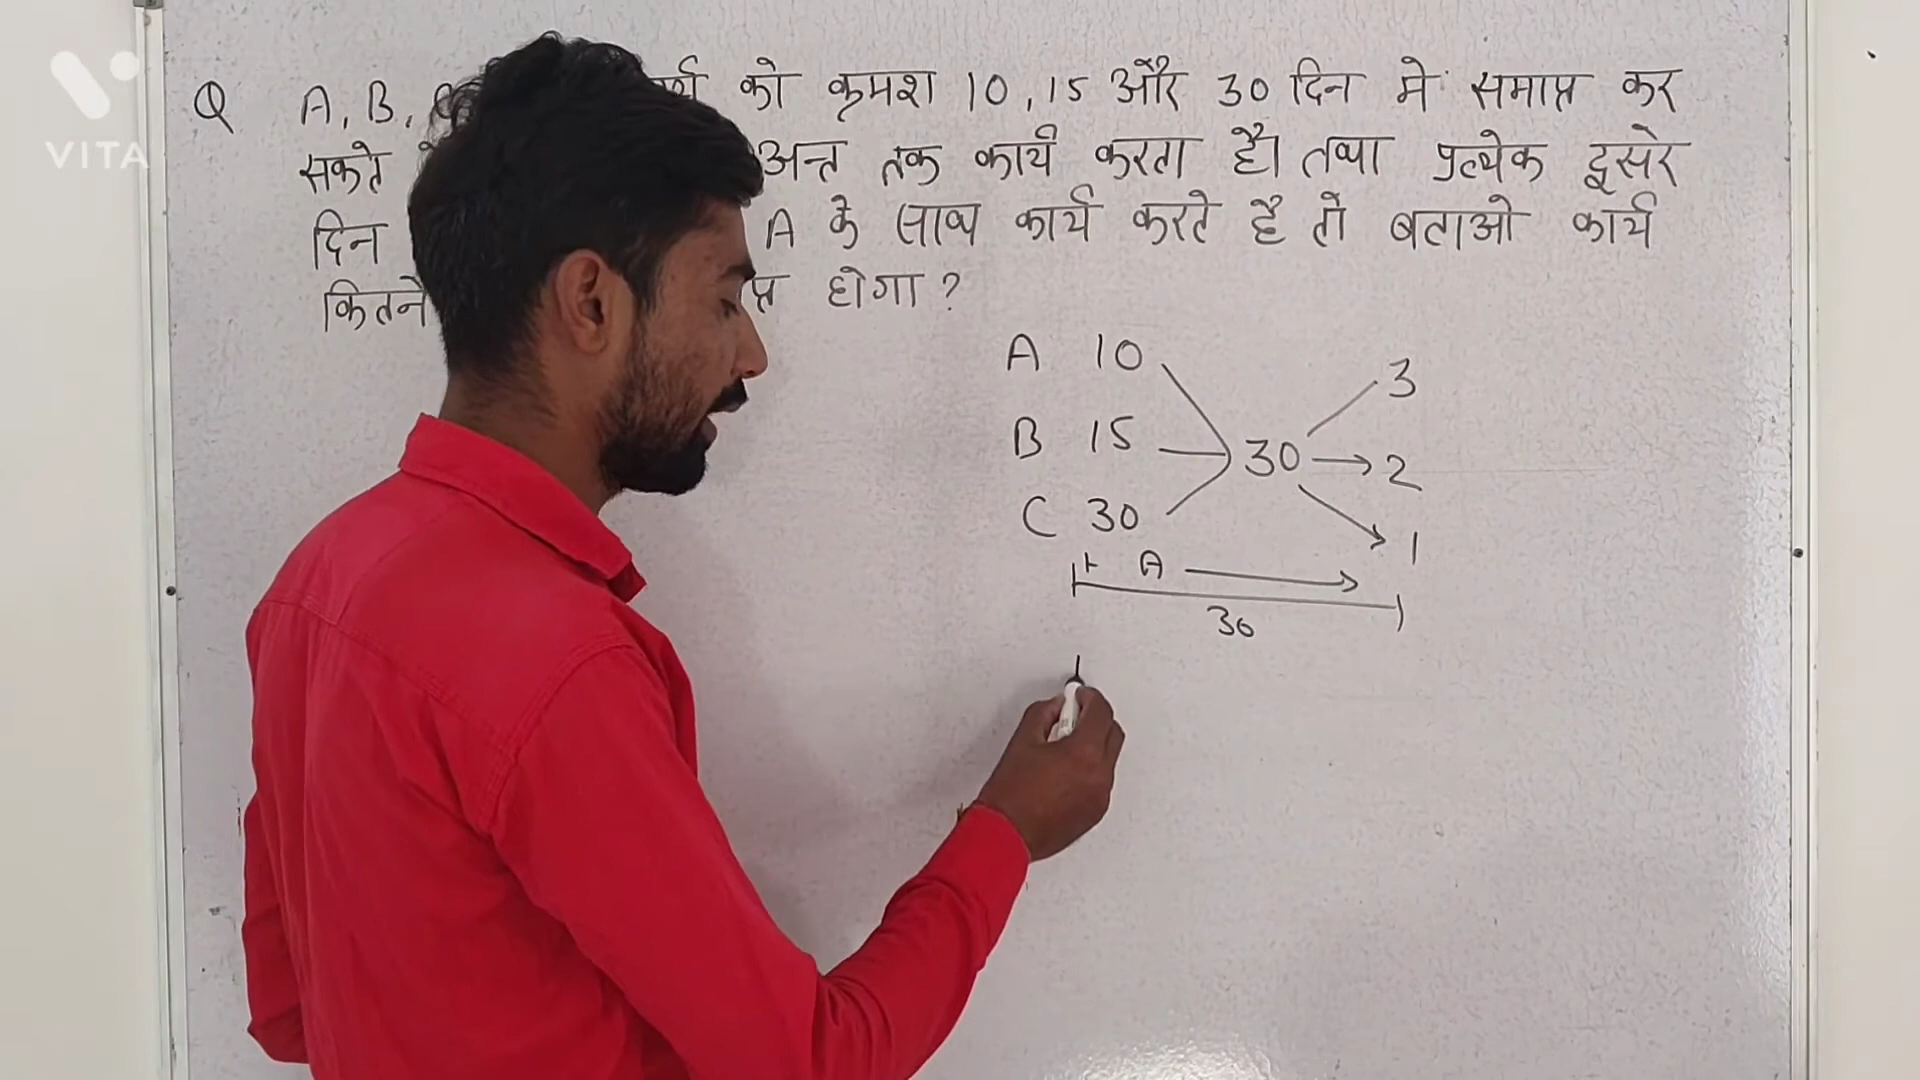 VITA
Q A, B, को क्रमश 10, 15 और 30 दिन मे समाप्त कर
सकते अन्त तक कार्य करता है। तथा प्रत्येक दूसरे
दिन A के साथ कार्य करते है तो बताओ कार्य
कितने होगा ?
A 10 3
B 15 30 2
C 30 1
A
30